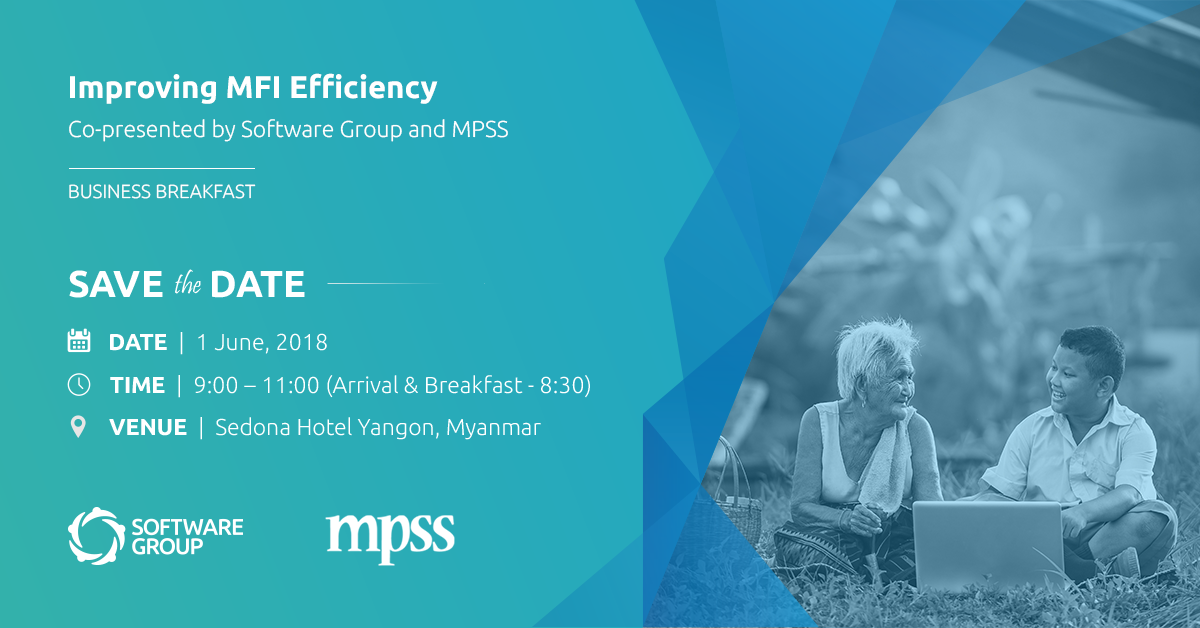 Improving MFI Efficiency
Co-presented by Software Group and MPSS
BUSINESS BREAKFAST
SAVE the DATE
DATE | 1 June, 2018
TIME | 9:00 – 11:00 (Arrival & Breakfast - 8:30)
VENUE | Sedona Hotel Yangon, Myanmar
SOFTWARE
GROUP
mpss